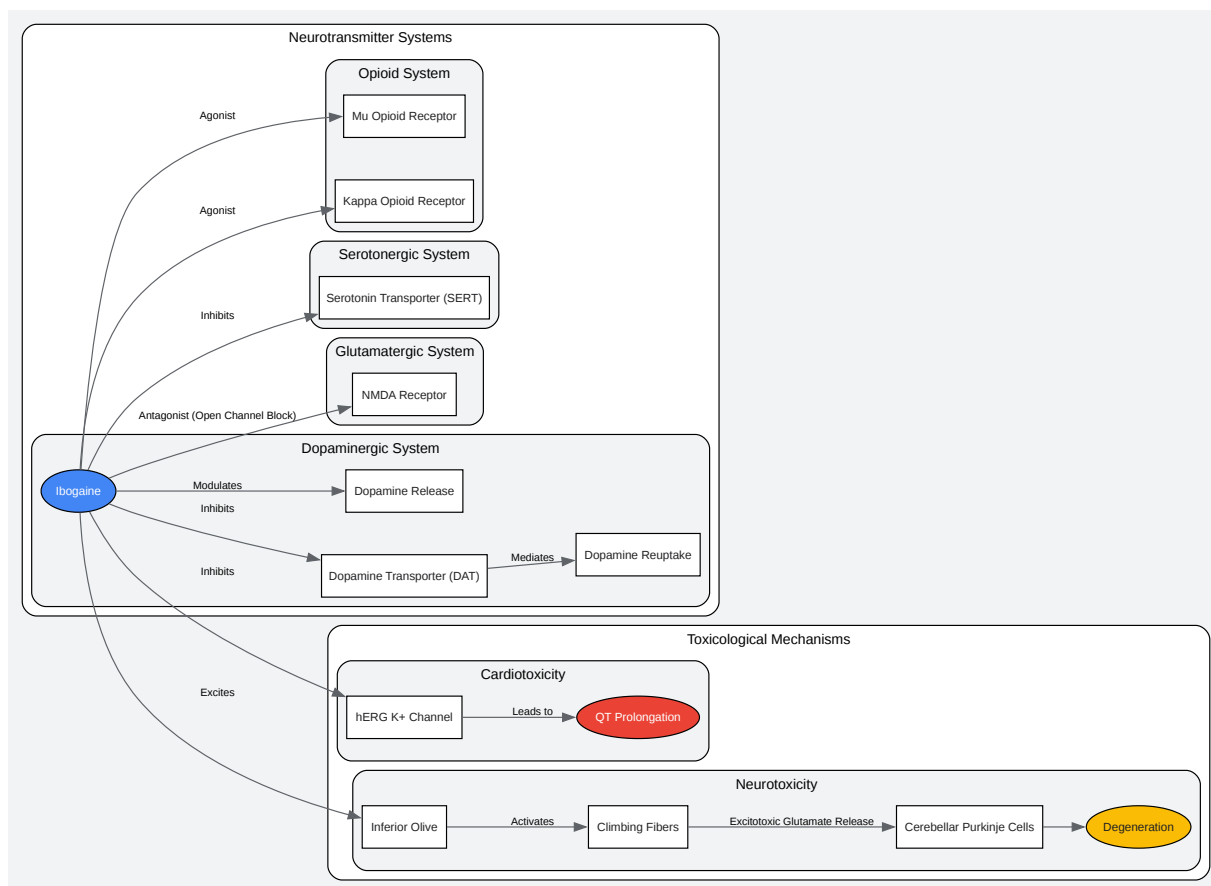 Neurotransmitter Systems
Opioid System
Agonist
Mu Opioid Receptor
Agonist
Kappa Opioid Receptor
Serotonergic System
Serotonin Transporter (SERT)
Inhibits
Glutamatergic System
NMDA Receptor
Antagonist (Open Channel Block)
Dopaminergic System
Ibogaine
Modulates
Dopamine Release
Inhibits
Dopamine Transporter (DAT)
Mediates
Dopamine Reuptake
Inhibits
Toxicological Mechanisms
Cardiotoxicity
hERG K+ Channel
Leads to
QT Prolongation
Excites
Neurotoxicity
Inferior Olive
Activates
Climbing Fibers
Excitotoxic Glutamate Release
Cerebellar Purkinje Cells
Degeneration